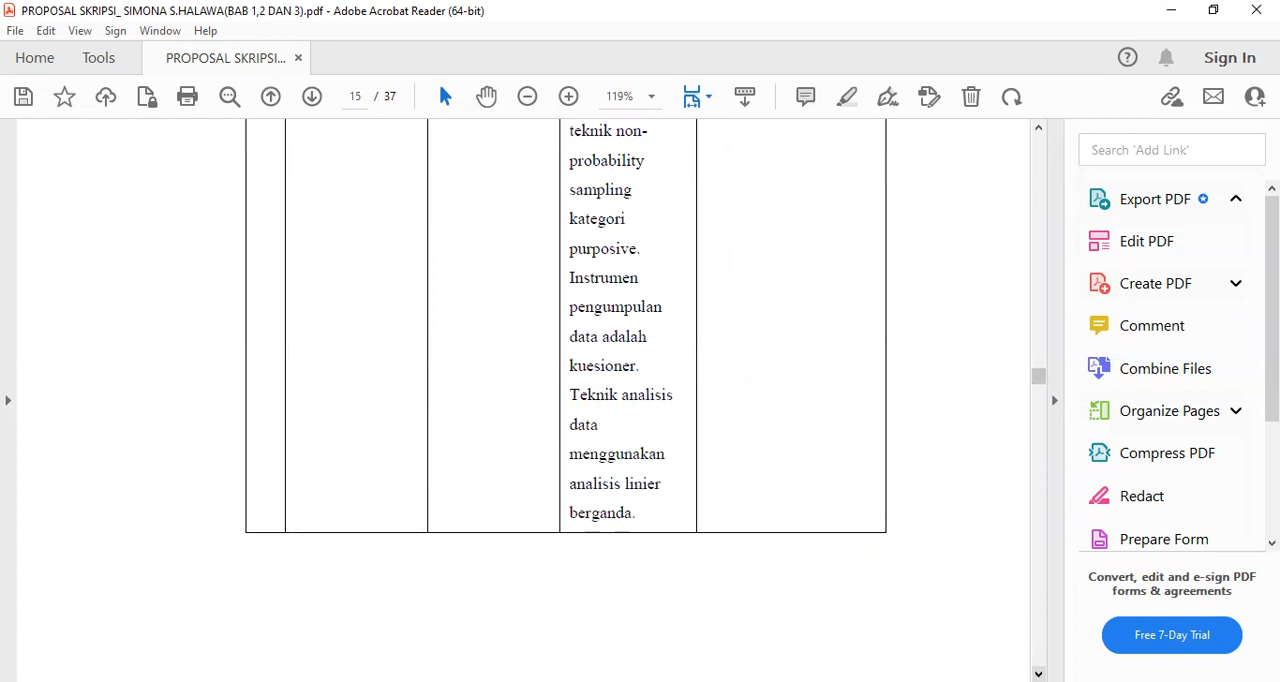 PROPOSAL SKRIPSI_ SIMONA S.HALAWA(BAB 1,2 DAN 3).pdf - Adobe Acrobat Reader (64-bit)
File Edit View Sign Window Help
Home Tools PROPOSAL SKRIPSI... × Sign In
15 / 37 119%
teknik non-
probability
sampling
kategori
purposive.
Instrumen
pengumpulan
data adalah
kuesioner.
Teknik analisis
data
menggunakan
analisis linier
berganda.
Search 'Add Link'
Export PDF
Edit PDF
Create PDF
Comment
Combine Files
Organize Pages
Compress PDF
Redact
Prepare Form
Convert, edit and e-sign PDF
forms & agreements
Free 7-Day Trial